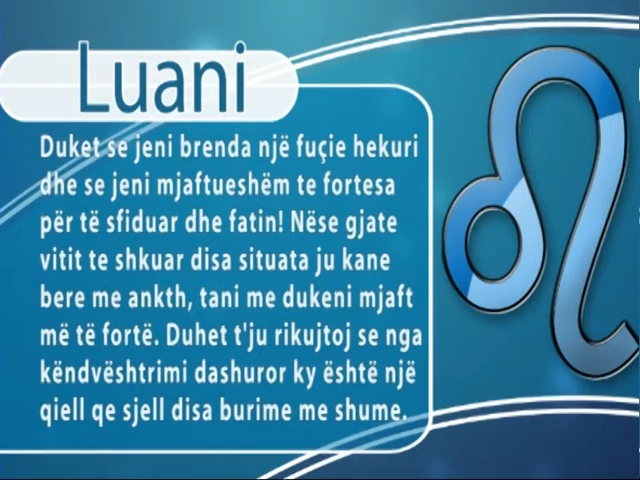 Luani
Duket se jeni brenda një fuçie hekuri
dhe se jeni mjaftueshëm te fortesa
për të sfiduar dhe fatin! Nëse gjate
vitit te shkuar disa situata ju kane
bere me ankth, tani me dukeni mjaft
më të fortë. Duhet t'ju rikujtoj se nga
këndvështrimi dashuror ky është një
qiell qe sjell disa burime me shume.